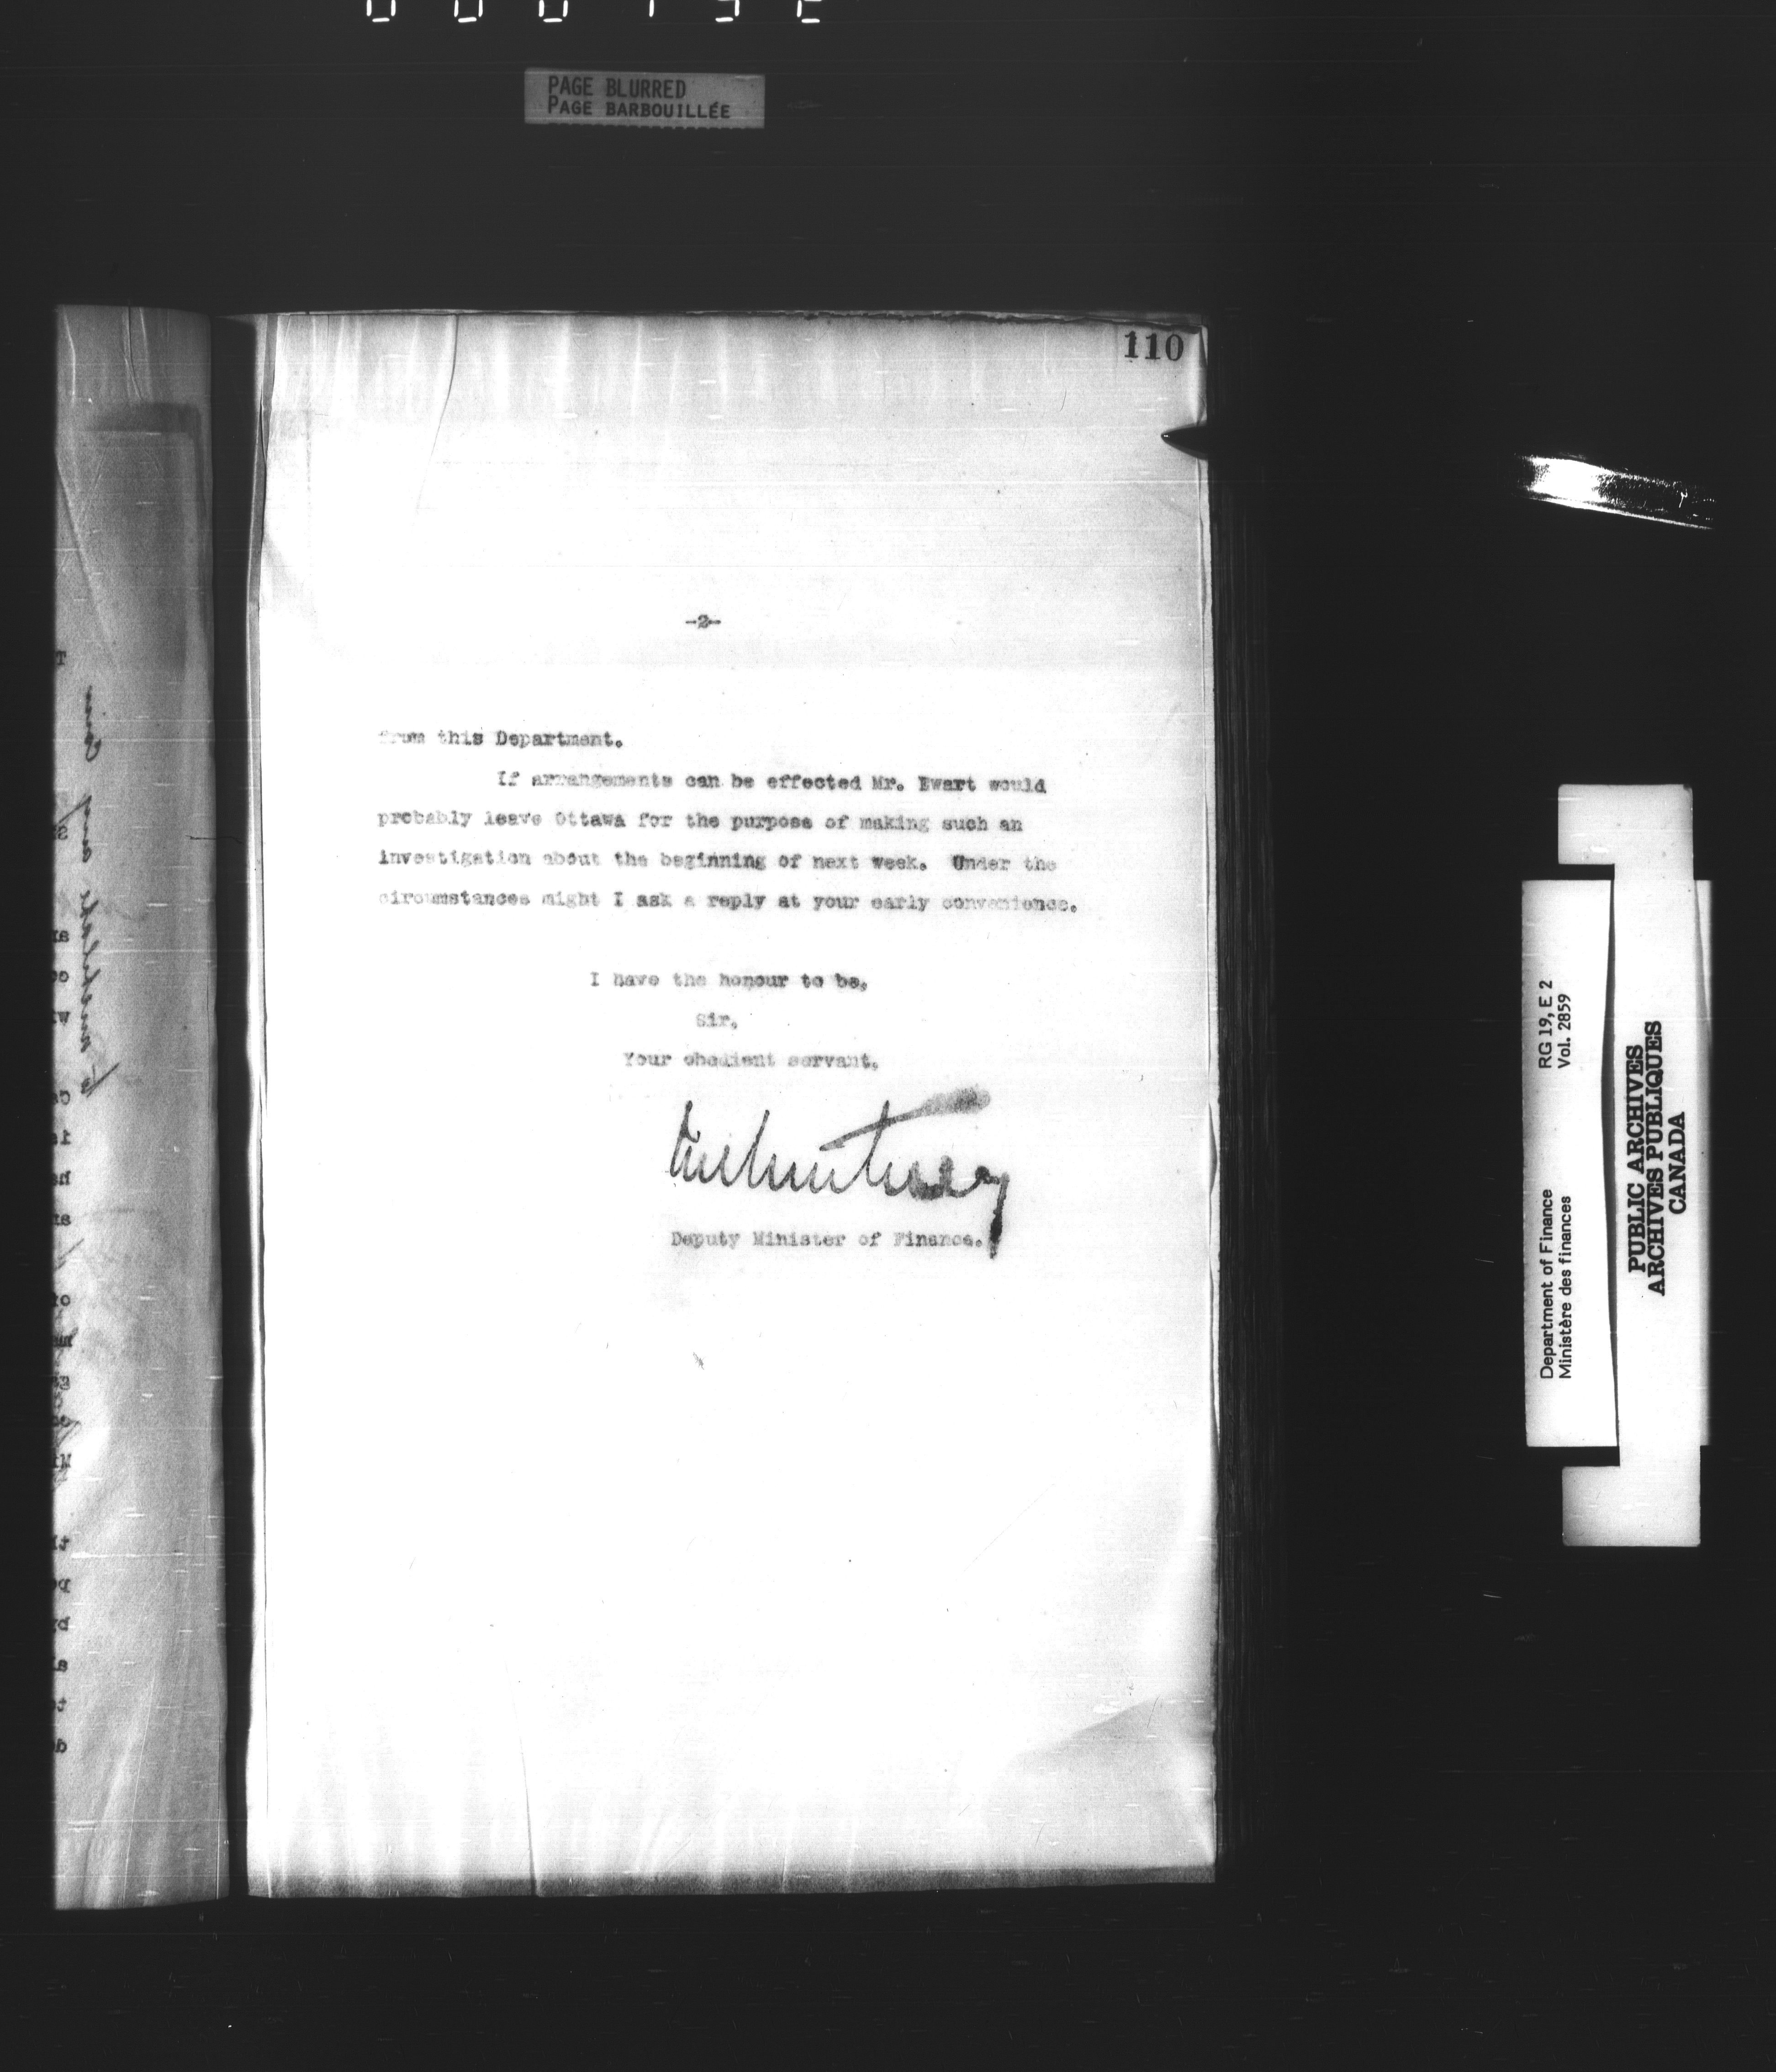 PAGE BLURRED
PAGE BARBOUILLÉE
110
-2-
from this Department.
If arrangements can be effected Mr. Ewart would
probably leave Ottawa for the purpose of making such an
investigation about the beginning of next week. Under the
circumstances might I ask a reply at your early convenience.
I have the honour to be,
Sir,
Your obedient servant,
Deputy Minister of Finance.
Department of Finance RG 19, E 2
Ministère des finances Vol. 2859
PUBLIC ARCHIVES
ARCHIVES PUBLIQUES
CANADA